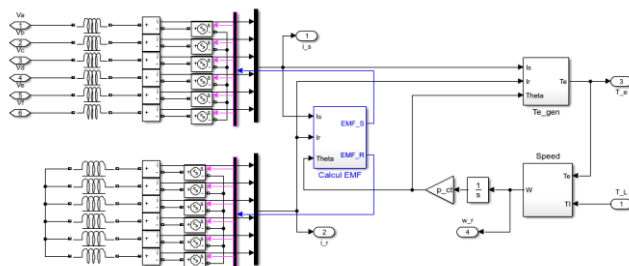 Va
1
Vb
2
Vc
3
Vd
4
Ve
5
Vf
6
1
i_s
Is
Ir
Theta
Te
Te_gen
3
T_e
Is
Ir
Theta
EMF_S
EMF_R
Calcul EMF
Speed
Te
Tl
W
T_L
1
p_ct
1
s
w_r
4
2
i_r